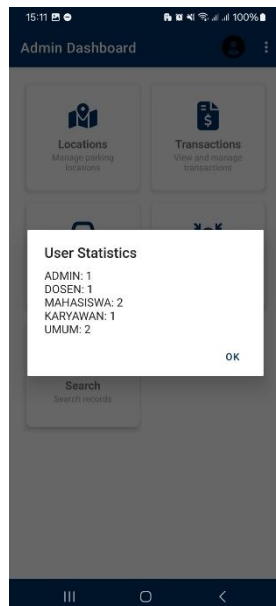 15:11
100%
Admin Dashboard
Locations
Manage parking
locations
Transactions
View and manage
transactions
User Statistics
ADMIN: 1
DOSEN: 1
MAHASISWA: 2
KARYAWAN: 1
UMUM: 2
OK
Search
Search records